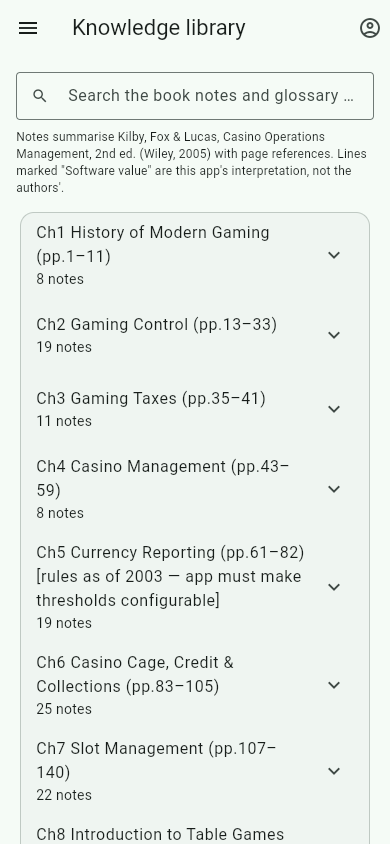 Knowledge library
Search the book notes and glossary ...
Notes summarise Kilby, Fox & Lucas, Casino Operations
Management, 2nd ed. (Wiley, 2005) with page references. Lines
marked "Software value" are this app's interpretation, not the
authors'.
Ch1 History of Modern Gaming
(pp.1–11)
8 notes
Ch2 Gaming Control (pp.13–33)
19 notes
Ch3 Gaming Taxes (pp.35–41)
11 notes
Ch4 Casino Management (pp.43–
59)
8 notes
Ch5 Currency Reporting (pp.61–82)
[rules as of 2003 — app must make
thresholds configurable]
19 notes
Ch6 Casino Cage, Credit &
Collections (pp.83–105)
25 notes
Ch7 Slot Management (pp.107–
140)
22 notes
Ch8 Introduction to Table Games